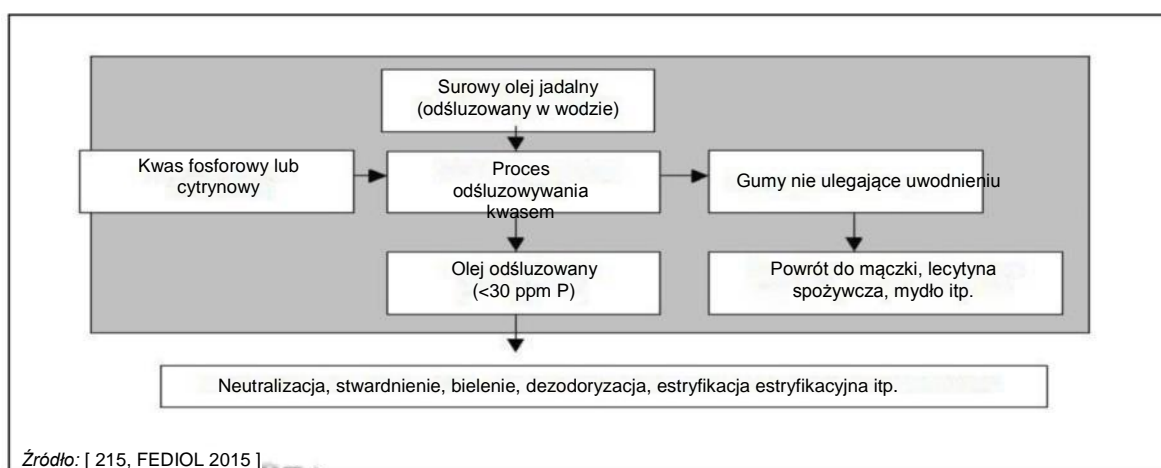 Surowy olej jadalny
(odśluzowany w wodzie)
Kwas fosforowy lub
cytrynowy
Proces
odśluzowywania
kwasem
Gumy nie ulegające uwodnieniu
Olej odśluzowany
(<30 ppm P)
Powrót do mączki, lecytyna
spożywcza, mydło itp.
Neutralizacja, stwardnienie, bielenie, dezodoryzacja, estryfikacja estryfikacyjna itp.
Źródło: [ 215, FEDIOL 2015 ]